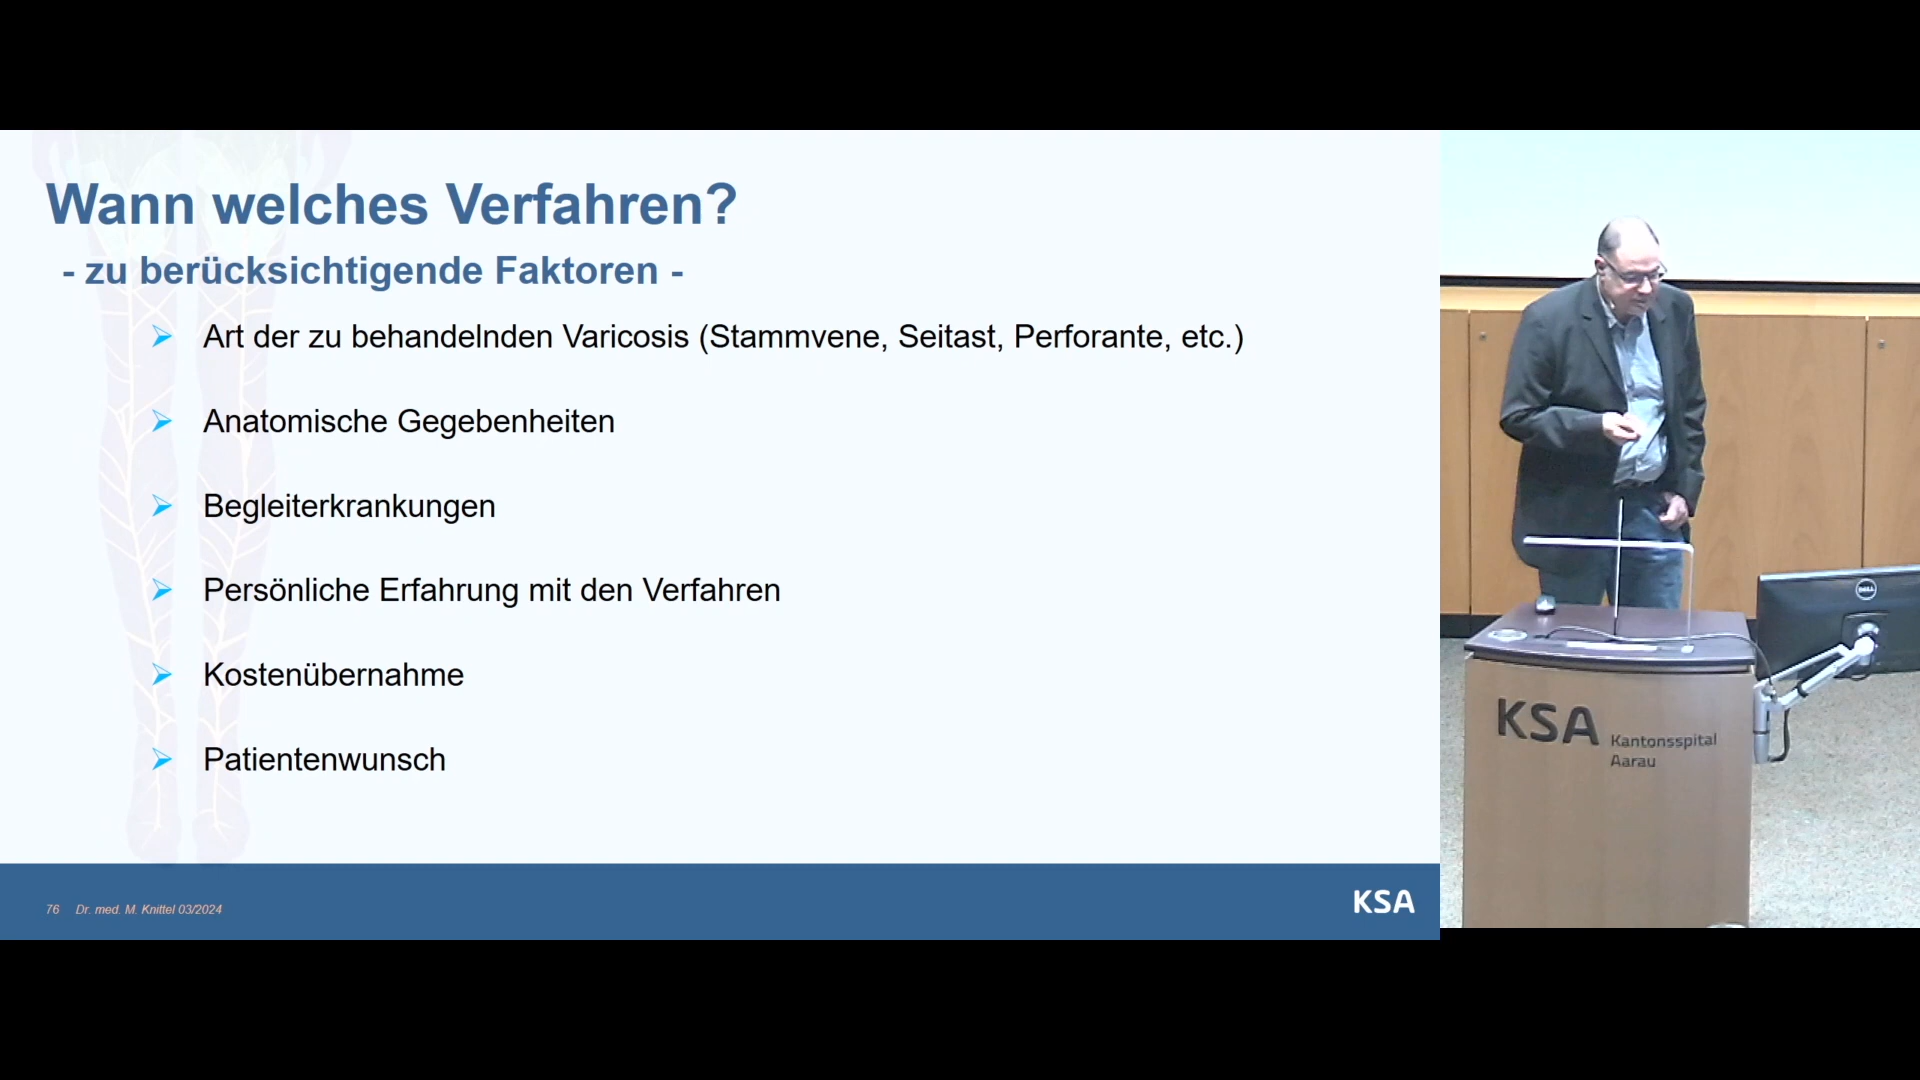 Wann welches Verfahren?
- zu berücksichtigende Faktoren -
Art der zu behandelnden Varicosis (Stammvene, Seitast, Perforante, etc.)
Anatomische Gegebenheiten
Begleiterkrankungen
Persönliche Erfahrung mit den Verfahren
Kostenübernahme
Patientenwunsch
76 Dr. med. M. Knittel 03/2024
KSA
DELL
KSA Kantonsspital
Aarau